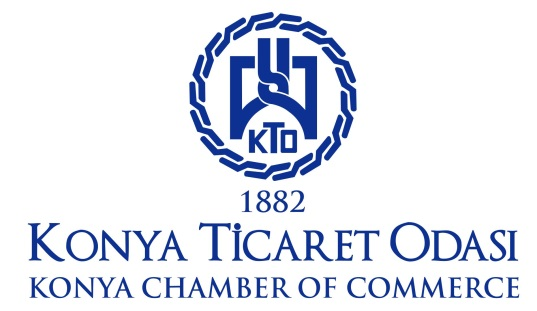 KTO
1882
KONYA TİCARET ODASI
KONYA CHAMBER OF COMMERCE